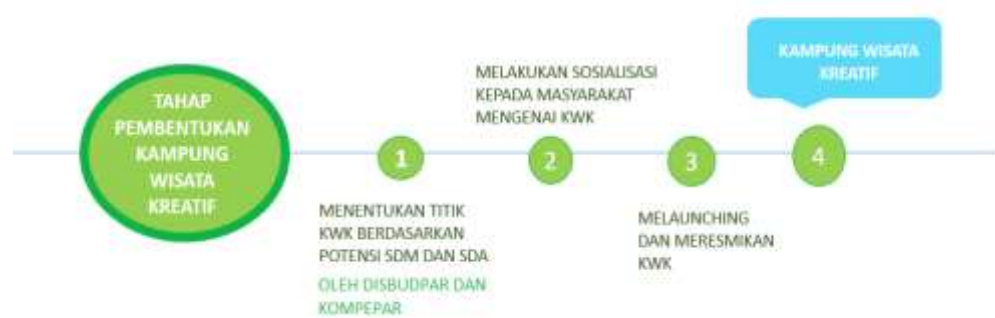 TAHAP
PEMBENTUKAN
KAMPUNG
WISATA
KREATIF
1
MENENTUKAN TITIK
KWK BERDASARKAN
POTENSI SDM DAN SDA
OLEH DISBUDPAR DAN
KOMPEPAR
MELAKUKAN SOSIALISASI
KEPADA MASYARAKAT
MENGENAI KWK
2
3
MELAUNCHING
DAN MERESMIKAN
KWK
KAMPUNG WISATA
KREATIF
4